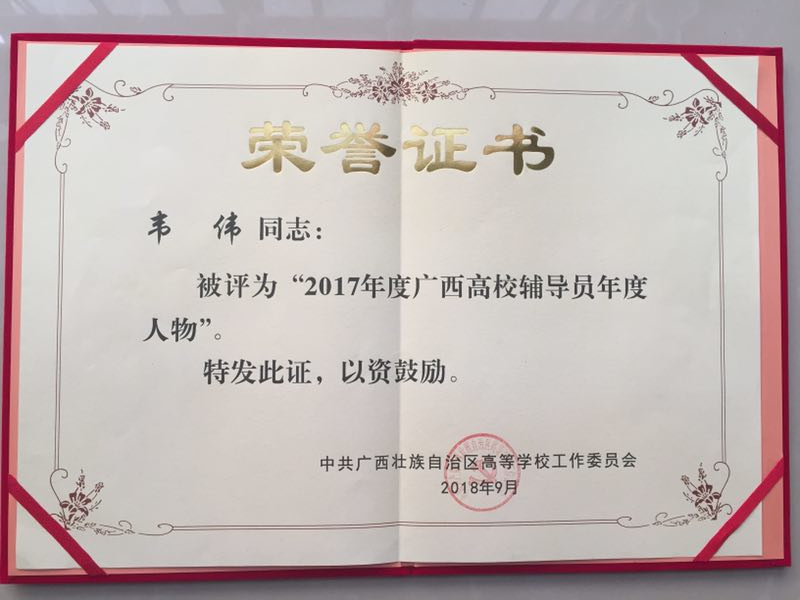 荣誉证书
韦 伟 同志：
被评为“2017年度广西高校辅导员年度
人物”。
特发此证，以资鼓励。
中共广西壮族自治区高等学校工作委员会
2018年9月